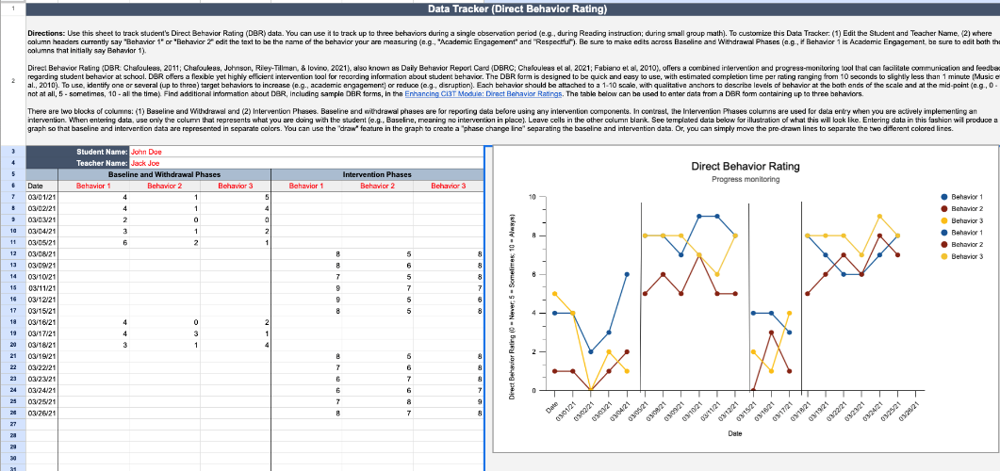 1 Data Tracker (Direct Behavior Rating)
Directions: Use this sheet to track student's Direct Behavior Rating (DBR) data. You can use it to track up to three behaviors during a single observation period (e.g., during Reading instruction; during small group math). To customize this Data Tracker: (1) Edit the Student and Teacher Name, (2) where
column headers currently say "Behavior 1" or "Behavior 2" edit the text to be the name of the behavior you are measuring (e.g., "Academic Engagement" and "Respectful"). Be sure to make edits across Baseline and Withdrawal Phases (e.g., if Behavior 1 is Academic Engagement, be sure to edit both
columns that initially say Behavior 1).
2
Direct Behavior Rating (DBR: Chafouleas, 2011; Chafouleas, Johnson, Riley-Tillman, & Iovino, 2021), also known as Daily Behavior Report Card (DBRC; Chafouleas et al, 2021; Fabiano et al., 2010), offers a combined intervention and progress-monitoring tool that can facilitate communication and feedbac
regarding student behavior at school. DBR offers a flexible yet highly efficient intervention tool for recording information about student behavior. The DBR form is designed to be quick and easy to use, with estimated completion time per rating ranging from 10 seconds to slightly less than 1 minute (Music e
al., 2010). To use, identify one or several (up to three) target behaviors to increase (e.g., academic engagement) or reduce (e.g., disruption). Each behavior should be attached to a 1-10 scale, with qualitative anchors to describe levels of behavior at the both ends of the scale and at the mid-point (e.g., 0 -
not at all, 5 - sometimes, 10 - all the time). Find additional information about DBR, including sample DBR forms, in the Enhancing Ci3T Module: Direct Behavior Ratings. The table below can be used to enter data from a DBR form containing up to three behaviors.
There are two blocks of columns: (1) Baseline and Withdrawal and (2) Intervention Phases. Baseline and withdrawal phases are for reporting data before using any intervention components. In contrast, the Intervention Phases columns are used for data entry when you are actively implementing an
intervention. When entering data, use only the column that represents what you are doing with the student (e.g., Baseline, meaning no intervention in place). Leave cells in the other column blank. See templated data below for illustration of what this will look like. Entering data in this fashion will produce a
graph so that baseline and intervention data are represented in separate colors. You can use the "draw" feature in the graph to create a "phase change line" separating the baseline and intervention data. Or, you can simply move the pre-drawn lines to separate the two different colored lines.
3 Student Name: John Doe
4 Teacher Name: Jack Joe
5 Baseline and Withdrawal Phases Intervention Phases
6 Date Behavior 1 Behavior 2 Behavior 3 Behavior 1 Behavior 2 Behavior 3
7 03/01/21 4 1 5
8 03/02/21 4 1 4
9 03/03/21 2 0 0
10 03/04/21 3 1 2
11 03/05/21 6 2 1
12 03/08/21 8 5 8
13 03/09/21 8 6 8
14 03/10/21 7 5 8
15 03/11/21 9 7 7
16 03/12/21 9 5 6
17 03/15/21 8 5 8
18 03/16/21 4 0 2
19 03/17/21 4 3 1
20 03/18/21 3 1 4
21 03/19/21 8 5 8
22 03/22/21 7 6 8
23 03/23/21 6 7 8
24 03/24/21 6 6 7
25 03/25/21 7 8 9
26 03/26/21 8 7 8
27
28
29
30
31
Direct Behavior Rating
Progress monitoring
Direct Behavior Rating (0 = Never; 5 = Sometimes; 10 = Always)
10
8
6
4
2
0
Date 03/01/21 03/02/21 03/03/21 03/04/21 03/05/21 03/08/21 03/09/21 03/10/21 03/11/21 03/12/21 03/15/21 03/16/21 03/17/21 03/18/21 03/19/21 03/22/21 03/23/21 03/24/21 03/25/21 03/26/21
Date
Behavior 1
Behavior 2
Behavior 3
Behavior 1
Behavior 2
Behavior 3